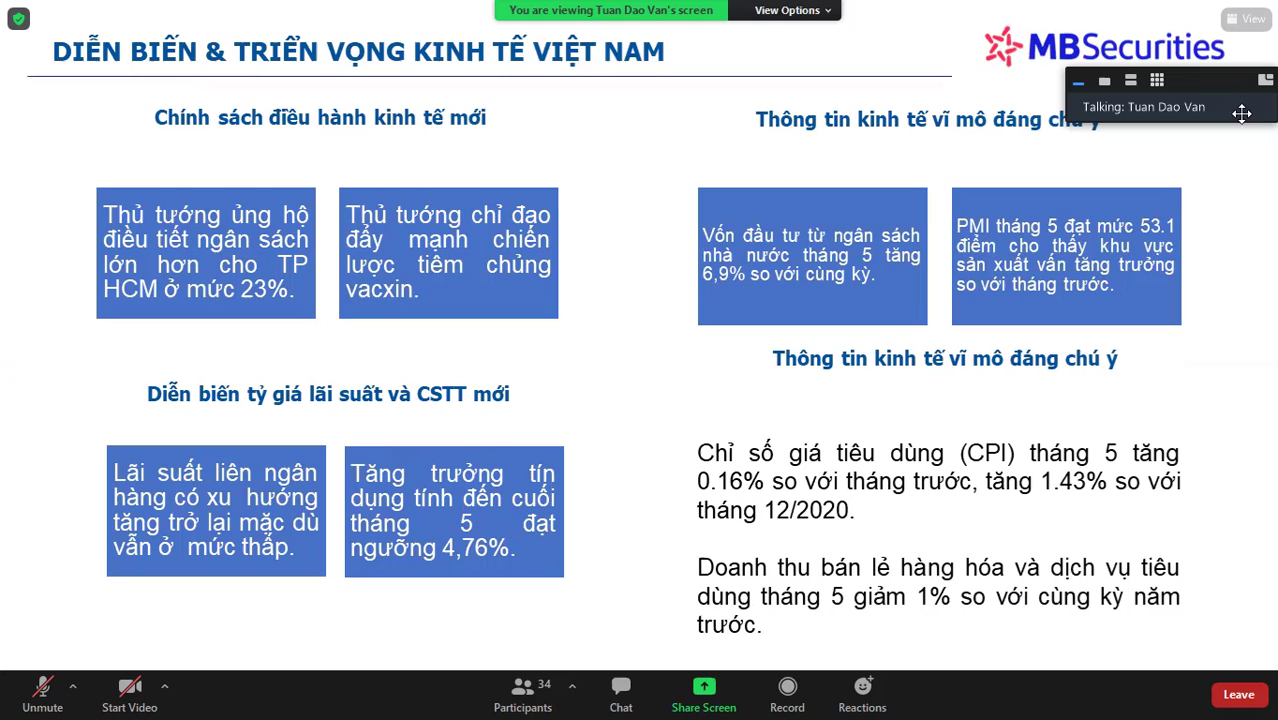 You are viewing Tuan Dao Van's screen
View Options
View
DIỄN BIẾN & TRIỂN VỌNG KINH TẾ VIỆT NAM
MBSecurities
Talking: Tuan Dao Van
Chính sách điều hành kinh tế mới
Thủ tướng ủng hộ
điều tiết ngân sách
lớn hơn cho TP
HCM ở mức 23%.
Thủ tướng chỉ đạo
đẩy mạnh chiến
lược tiêm chủng
vacxin.
Thông tin kinh tế vĩ mô đáng chú ý
Vốn đầu tư từ ngân sách
nhà nước tháng 5 tăng
6,9% so với cùng kỳ.
PMI tháng 5 đạt mức 53.1
điểm cho thấy khu vực
sản xuất vấn tăng trưởng
so với tháng trước.
Diễn biến tỷ giá lãi suất và CSTT mới
Lãi suất liên ngân
hàng có xu hướng
tăng trở lại mặc dù
vẫn ở mức thấp.
Tăng trưởng tín
dụng tính đến cuối
tháng 5 đạt
ngưỡng 4,76%.
Thông tin kinh tế vĩ mô đáng chú ý
Chỉ số giá tiêu dùng (CPI) tháng 5 tăng
0.16% so với tháng trước, tăng 1.43% so với
tháng 12/2020.
Doanh thu bán lẻ hàng hóa và dịch vụ tiêu
dùng tháng 5 giảm 1% so với cùng kỳ năm
trước.
Unmute
Start Video
34
Participants
Chat
Share Screen
Record
Reactions
Leave